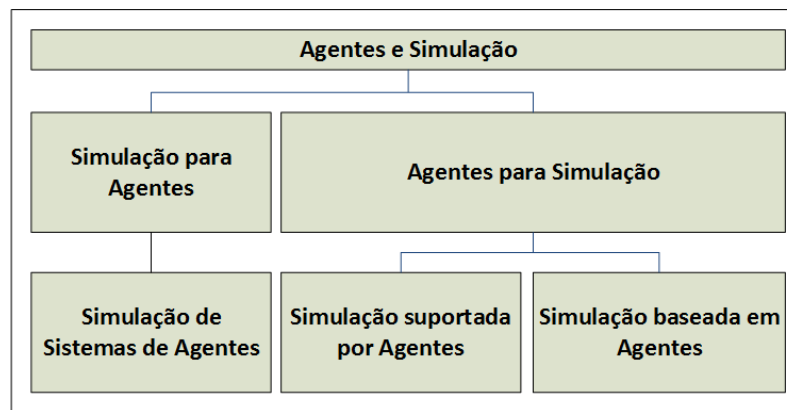 Agentes e Simulação
Simulação para
Agentes
Agentes para Simulação
Simulação de
Sistemas de Agentes
Simulação suportada
por Agentes
Simulação baseada em
Agentes